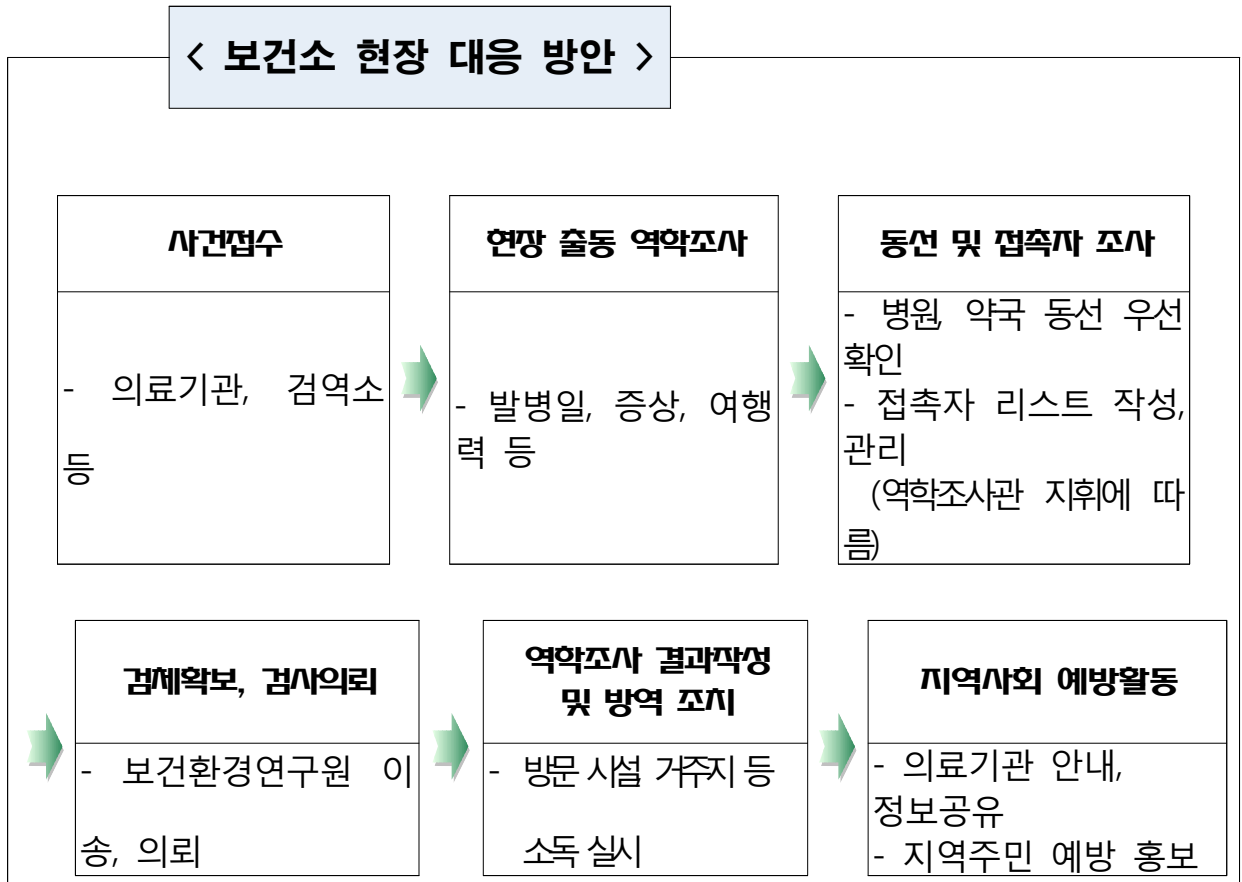 < 보건소 현장 대응 방안 >
사건접수
- 의료기관, 검역소
등
현장 출동 역학조사
- 발병일, 증상, 여행
력 등
동선 및 접촉자 조사
- 병원, 약국 동선 우선
확인
- 접촉자 리스트 작성,
관리
(역학조사관 지휘에 따
름)
검체확보, 검사의뢰
- 보건환경연구원 이
송, 의뢰
역학조사 결과작성
및 방역 조치
- 방문 시설, 거주지 등
소독 실시
지역사회 예방활동
- 의료기관 안내,
정보공유
- 지역주민 예방 홍보